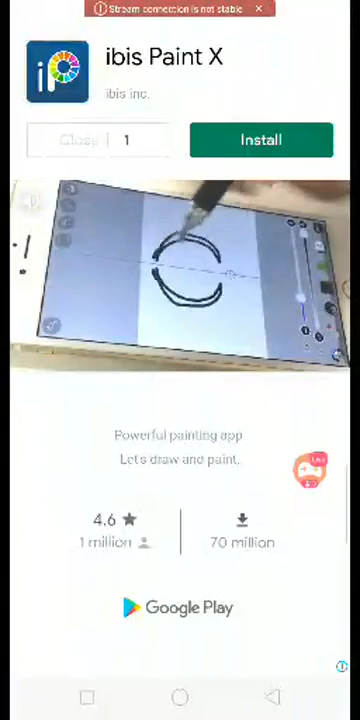 Stream connection is not stable
ibis Paint X
ibis inc.
Close 1
Install
Powerful painting app
Let's draw and paint.
4.6
1 million
70 million
Google Play